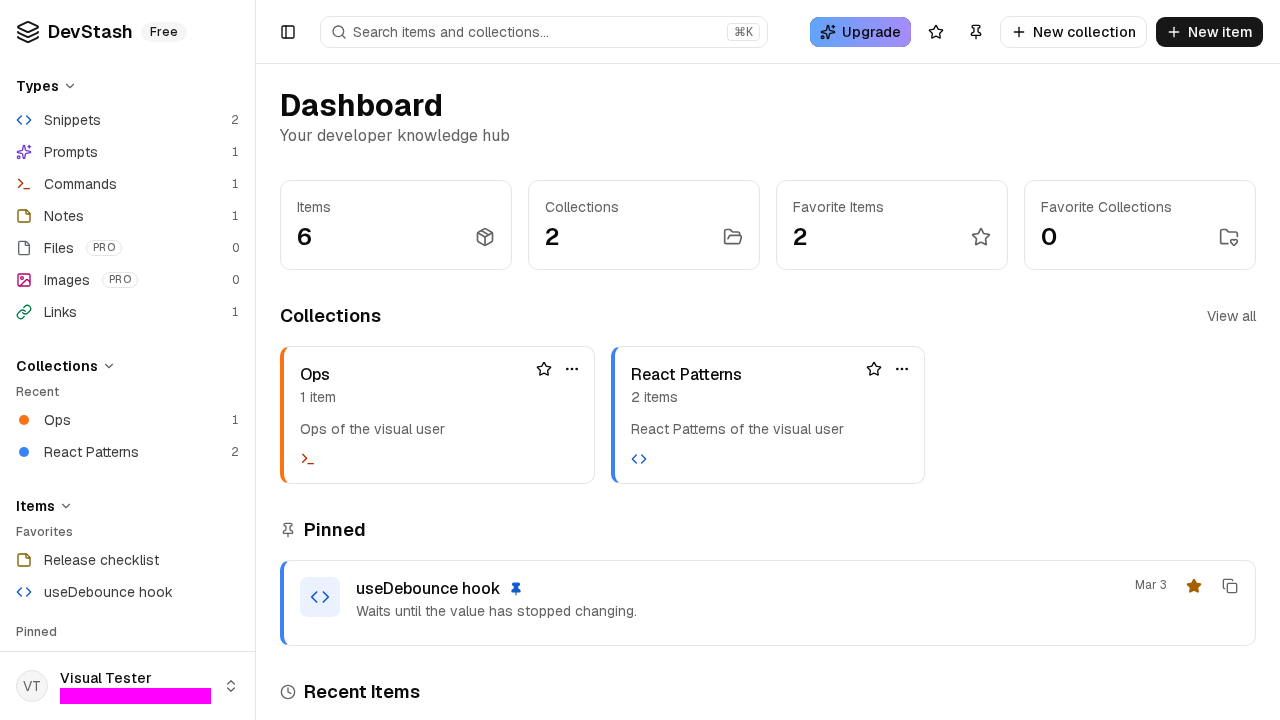 DevStash Free
Search items and collections... ⌘K
Upgrade
New collection
New item
Types
Snippets 2
Prompts 1
Commands 1
Notes 1
Files PRO 0
Images PRO 0
Links 1
Collections
Recent
Ops 1
React Patterns 2
Items
Favorites
Release checklist
useDebounce hook
Pinned
VT Visual Tester
Dashboard
Your developer knowledge hub
Items
6
Collections
2
Favorite Items
2
Favorite Collections
0
Collections View all
Ops
1 item
Ops of the visual user
React Patterns
2 items
React Patterns of the visual user
Pinned
useDebounce hook
Waits until the value has stopped changing.
Mar 3
Recent Items